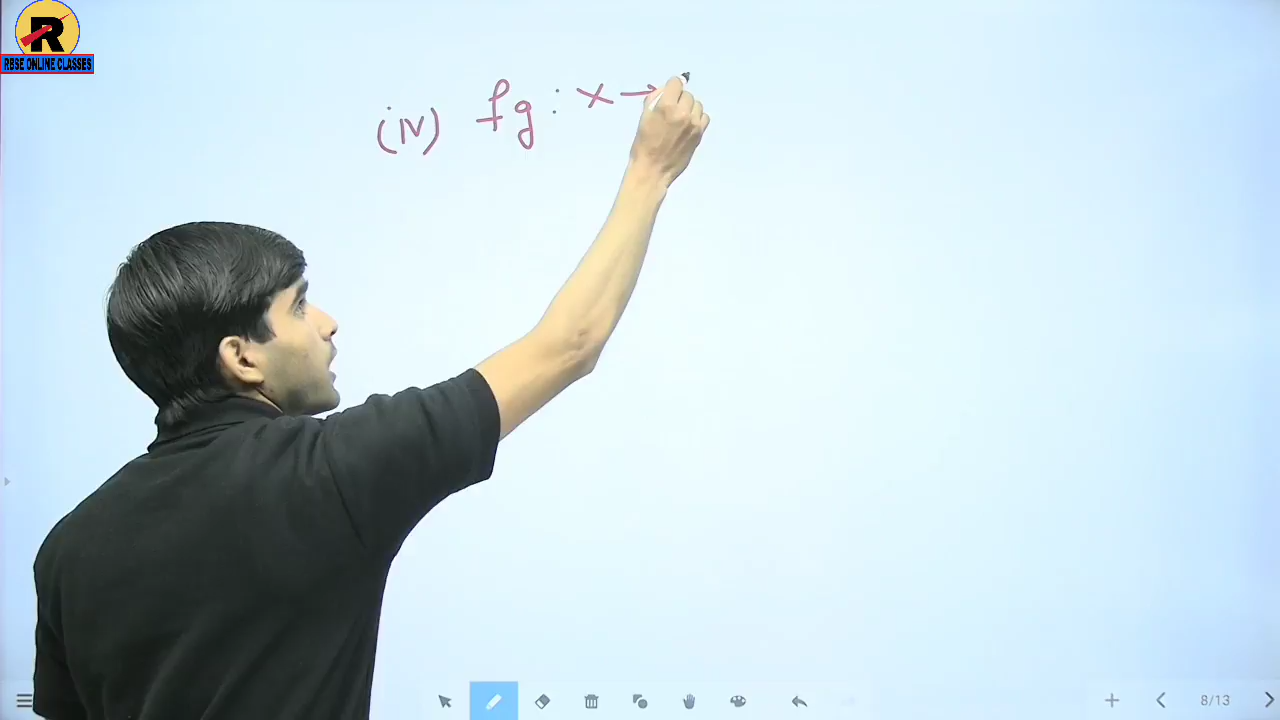 R
RBSE ONLINE CLASSES
(iv) fg : x →
8/13